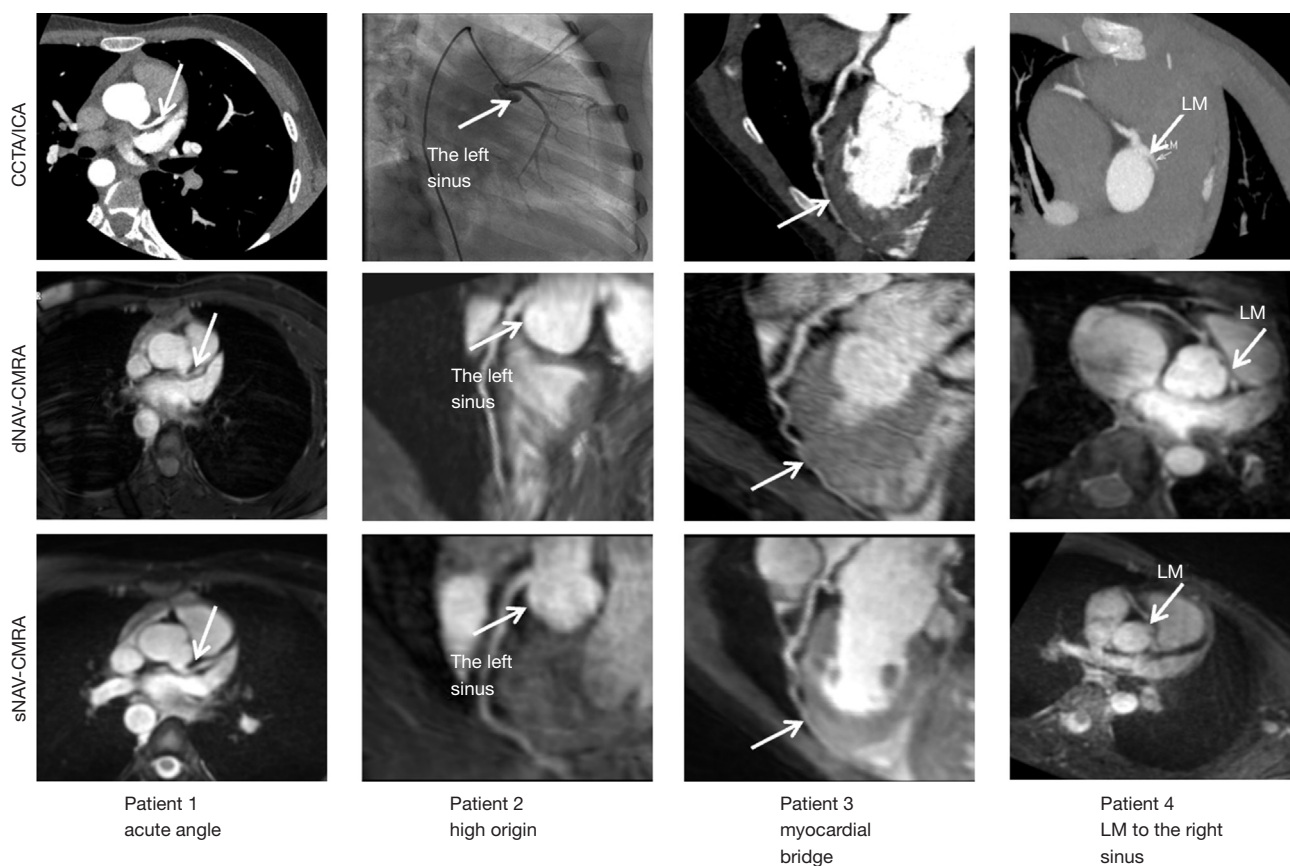 CCTA/ICA
The left
sinus
LM
LM
dNAV-CMRA
The left
sinus
LM
sNAV-CMRA
The left
sinus
LM
Patient 1
acute angle
Patient 2
high origin
Patient 3
myocardial
bridge
Patient 4
LM to the right
sinus